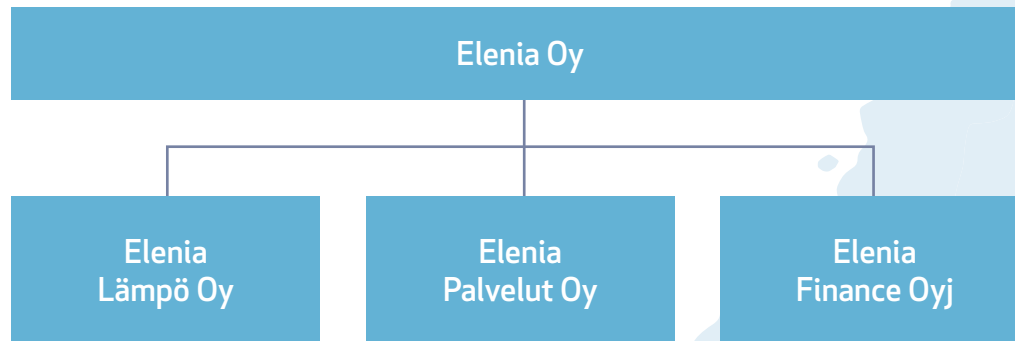 Elenia Oy
Elenia
Lämpö Oy
Elenia
Palvelut Oy
Elenia
Finance Oyj